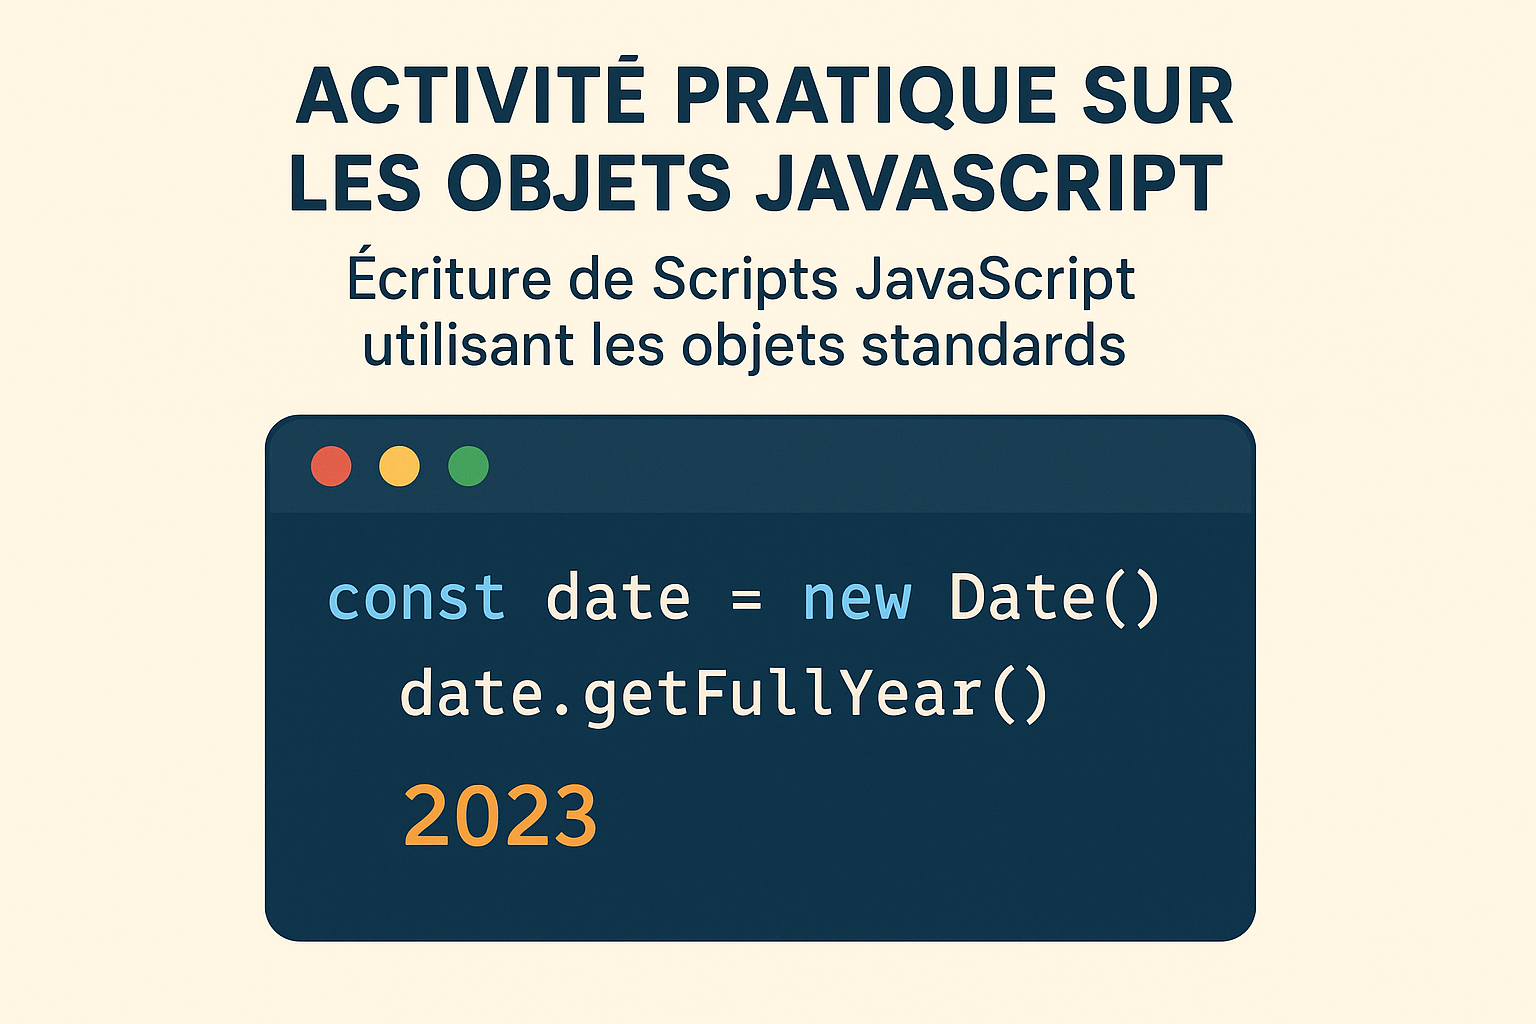 ACTIVITÉ PRATIQUE SUR
LES OBJETS JAVASCRIPT
Écriture de Scripts JavaScript
utilisant les objets standards
const date = new Date()
date.getFullYear()
2023